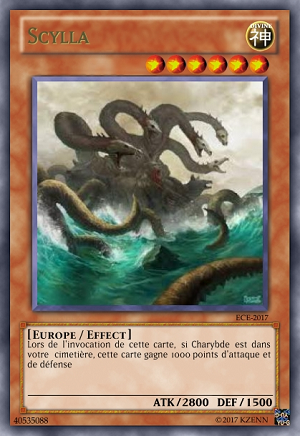 Scylla
DIVINE
神
ECE-2017
[Europe / Effect]
Lors de l'invocation de cette carte, si Charybde est dans
votre cimetière, cette carte gagne 1000 points d'attaque et
de défense
ATK/2800 DEF/1500
40535088
©2017 KZENN